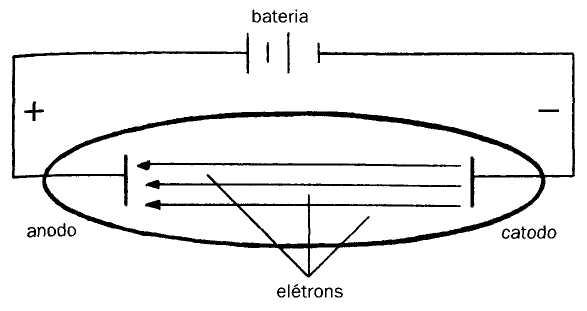 bateria
+
−
anodo
catodo
elétrons